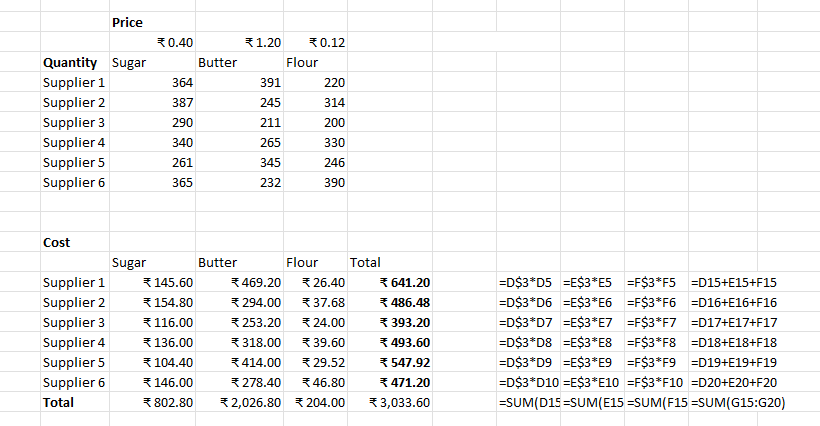 Price
₹ 0.40 ₹ 1.20 ₹ 0.12
Quantity Sugar Butter Flour
Supplier 1 364 391 220
Supplier 2 387 245 314
Supplier 3 290 211 200
Supplier 4 340 265 330
Supplier 5 261 345 246
Supplier 6 365 232 390
Cost
Sugar Butter Flour Total
Supplier 1 ₹ 145.60 ₹ 469.20 ₹ 26.40 ₹ 641.20 =D$3*D5 =E$3*E5 =F$3*F5 =D15+E15+F15
Supplier 2 ₹ 154.80 ₹ 294.00 ₹ 37.68 ₹ 486.48 =D$3*D6 =E$3*E6 =F$3*F6 =D16+E16+F16
Supplier 3 ₹ 116.00 ₹ 253.20 ₹ 24.00 ₹ 393.20 =D$3*D7 =E$3*E7 =F$3*F7 =D17+E17+F17
Supplier 4 ₹ 136.00 ₹ 318.00 ₹ 39.60 ₹ 493.60 =D$3*D8 =E$3*E8 =F$3*F8 =D18+E18+F18
Supplier 5 ₹ 104.40 ₹ 414.00 ₹ 29.52 ₹ 547.92 =D$3*D9 =E$3*E9 =F$3*F9 =D19+E19+F19
Supplier 6 ₹ 146.00 ₹ 278.40 ₹ 46.80 ₹ 471.20 =D$3*D10 =E$3*E10 =F$3*F10 =D20+E20+F20
Total ₹ 802.80 ₹ 2,026.80 ₹ 204.00 ₹ 3,033.60 =SUM(D15 =SUM(E15 =SUM(F15 =SUM(G15:G20)